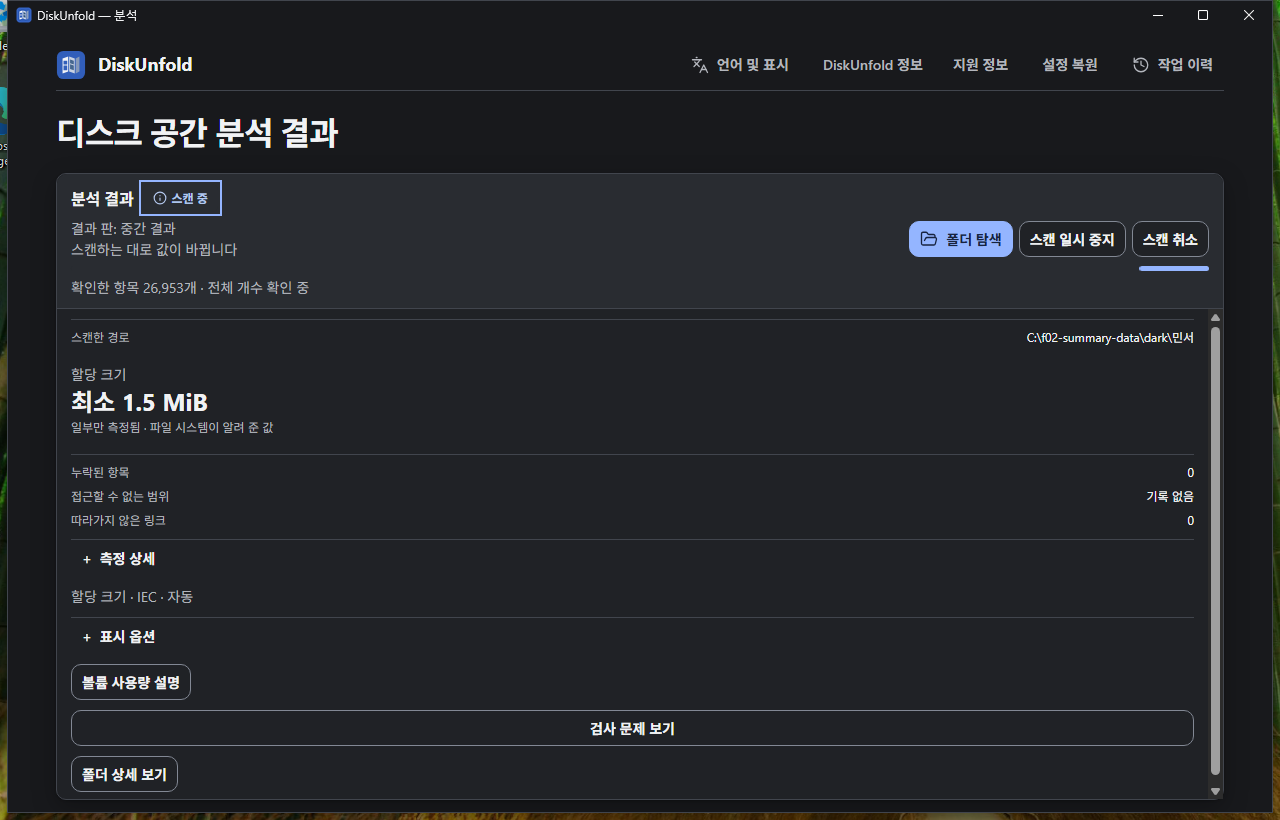 DiskUnfold — 분석
DiskUnfold
언어 및 표시
DiskUnfold 정보
지원 정보
설정 복원
작업 이력
디스크 공간 분석 결과
분석 결과
스캔 중
결과 판: 중간 결과
스캔하는 대로 값이 바뀝니다
폴더 탐색
스캔 일시 중지
스캔 취소
확인한 항목 26,953개 · 전체 개수 확인 중
스캔한 경로
C:\f02-summary-data\dark\민서
할당 크기
최소 1.5 MiB
일부만 측정됨 · 파일 시스템이 알려 준 값
누락된 항목
0
접근할 수 없는 범위
기록 없음
따라가지 않은 링크
0
+ 측정 상세
할당 크기 · IEC · 자동
+ 표시 옵션
볼륨 사용량 설명
검사 문제 보기
폴더 상세 보기